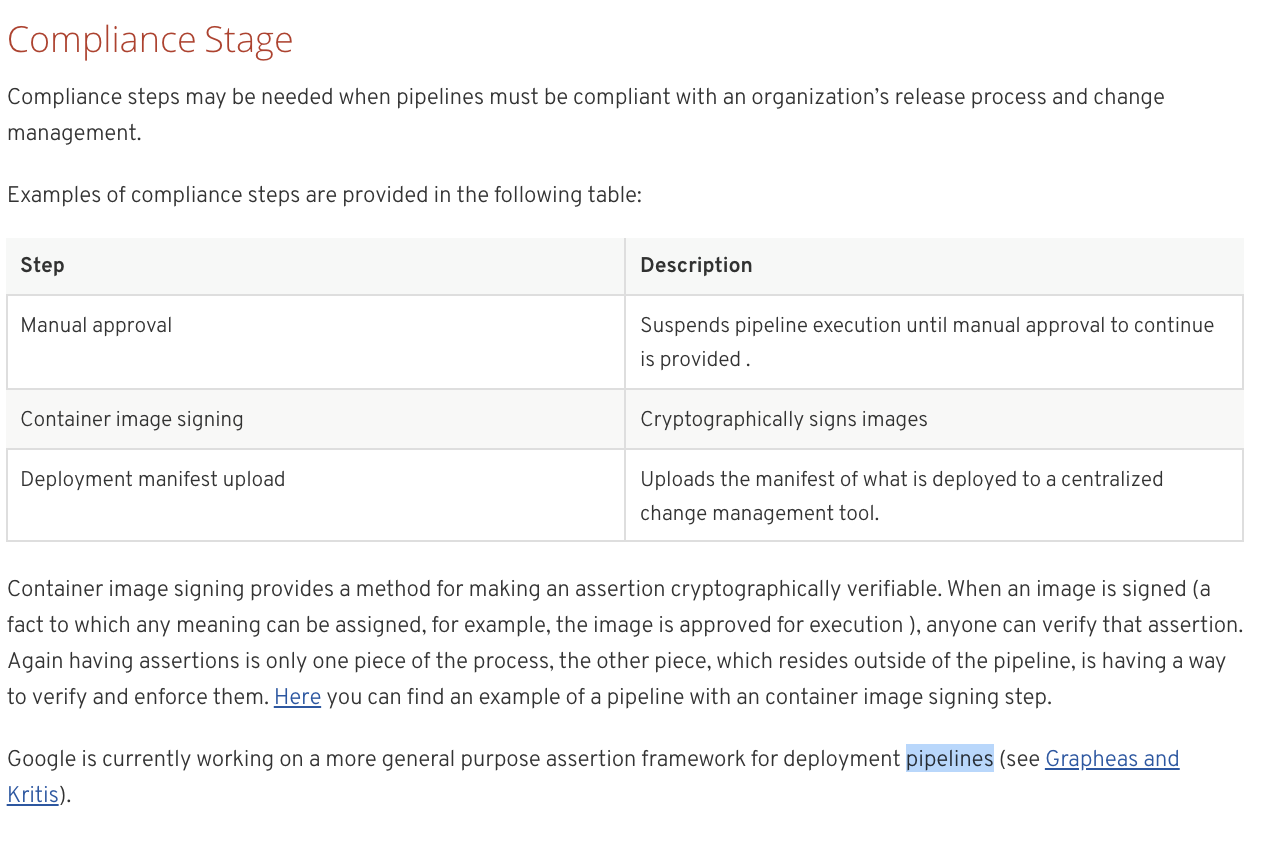 Compliance Stage
Compliance steps may be needed when pipelines must be compliant with an organization’s release process and change
management.
Examples of compliance steps are provided in the following table:
Step
Description
Manual approval
Suspends pipeline execution until manual approval to continue
is provided .
Container image signing
Cryptographically signs images
Deployment manifest upload
Uploads the manifest of what is deployed to a centralized
change management tool.
Container image signing provides a method for making an assertion cryptographically verifiable. When an image is signed (a
fact to which any meaning can be assigned, for example, the image is approved for execution ), anyone can verify that assertion.
Again having assertions is only one piece of the process, the other piece, which resides outside of the pipeline, is having a way
to verify and enforce them. Here you can find an example of a pipeline with an container image signing step.
Google is currently working on a more general purpose assertion framework for deployment pipelines (see Grapheas and
Kritis).